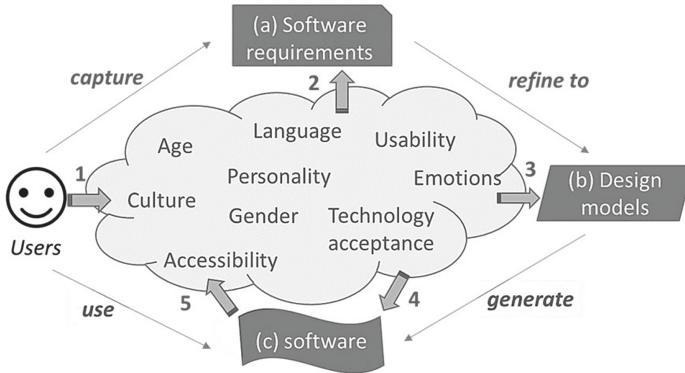 (a) Software
requirements
capture
refine to
2
Language
Age
Usability
1
Personality
Emotions
3
(b) Design
models
Culture
Gender
Technology
acceptance
Users
Accessibility
5
4
use
generate
(c) software